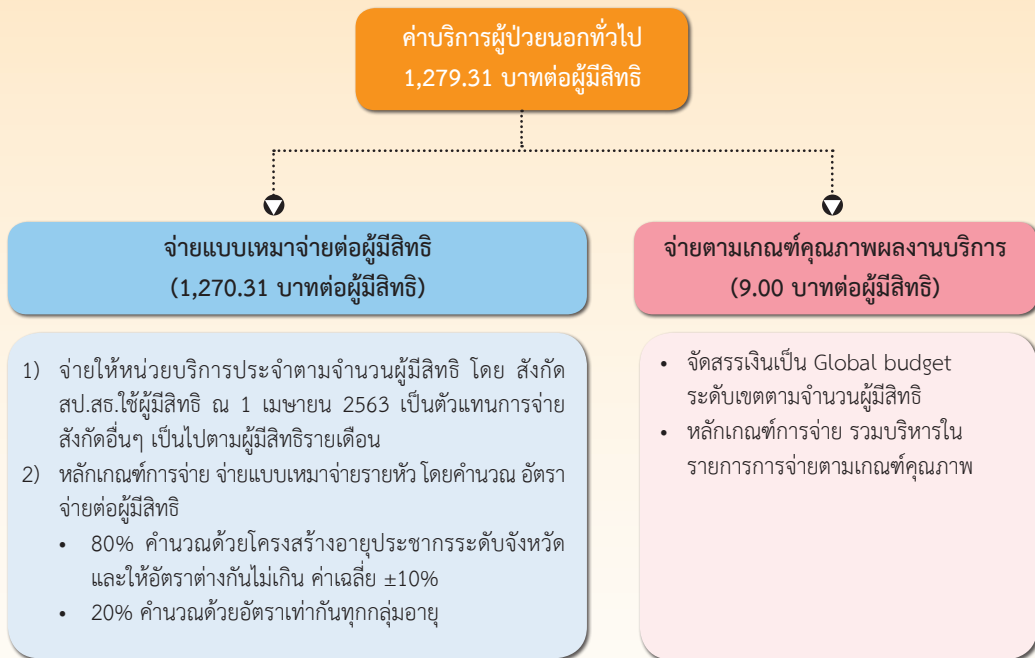 ค่าบริการผู้ป่วยนอกทั่วไป
1,279.31 บาทต่อผู้มีสิทธิ
จ่ายแบบเหมาจ่ายต่อผู้มีสิทธิ
(1,270.31 บาทต่อผู้มีสิทธิ)
1) จ่ายให้หน่วยบริการประจำตามจำนวนผู้มีสิทธิ โดย สังกัด
สป.สธ.ใช้ผู้มีสิทธิ ณ 1 เมษายน 2563 เป็นตัวแทนการจ่าย
สังกัดอื่นๆ เป็นไปตามผู้มีสิทธิรายเดือน
2) หลักเกณฑ์การจ่าย จ่ายแบบเหมาจ่ายรายหัว โดยคำนวณ อัตรา
จ่ายต่อผู้มีสิทธิ
• 80% คำนวณด้วยโครงสร้างอายุประชากรระดับจังหวัด
และให้อัตราต่างกันไม่เกิน ค่าเฉลี่ย ±10%
• 20% คำนวณด้วยอัตราเท่ากันทุกกลุ่มอายุ
จ่ายตามเกณฑ์คุณภาพผลงานบริการ
(9.00 บาทต่อผู้มีสิทธิ)
• จัดสรรเงินเป็น Global budget
ระดับเขตตามจำนวนผู้มีสิทธิ
• หลักเกณฑ์การจ่าย รวมบริหารใน
รายการการจ่ายตามเกณฑ์คุณภาพ